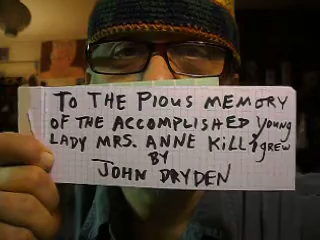 TO THE PIOUS MEMORY
OF THE ACCOMPLISHED Young
LADY MRS. ANNE KilligREW
BY
JOHN DRYDEN